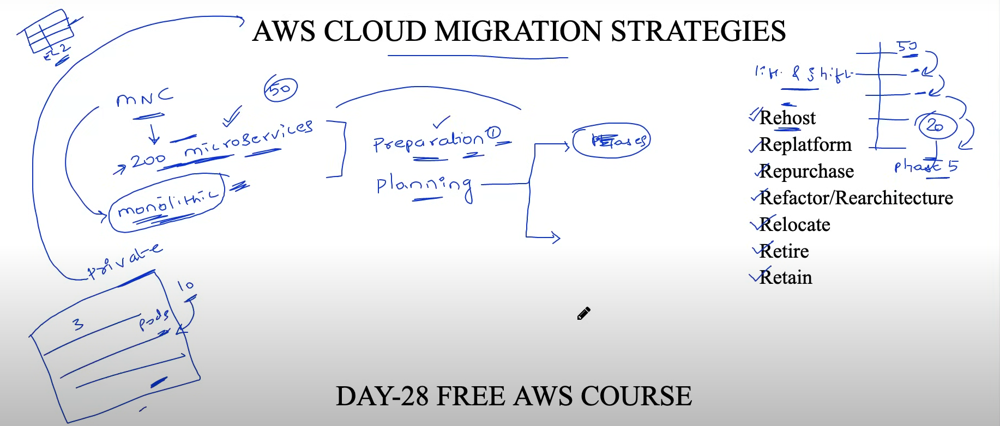 AWS CLOUD MIGRATION STRATEGIES
50
MNC
200 microservices
monolithic
Private
10
3 pods
Preparation ①
planning
phases
lift & shift
50
20
phase 5
Rehost
Replatform
Repurchase
Refactor/Rearchitecture
Relocate
Retire
Retain
DAY-28 FREE AWS COURSE